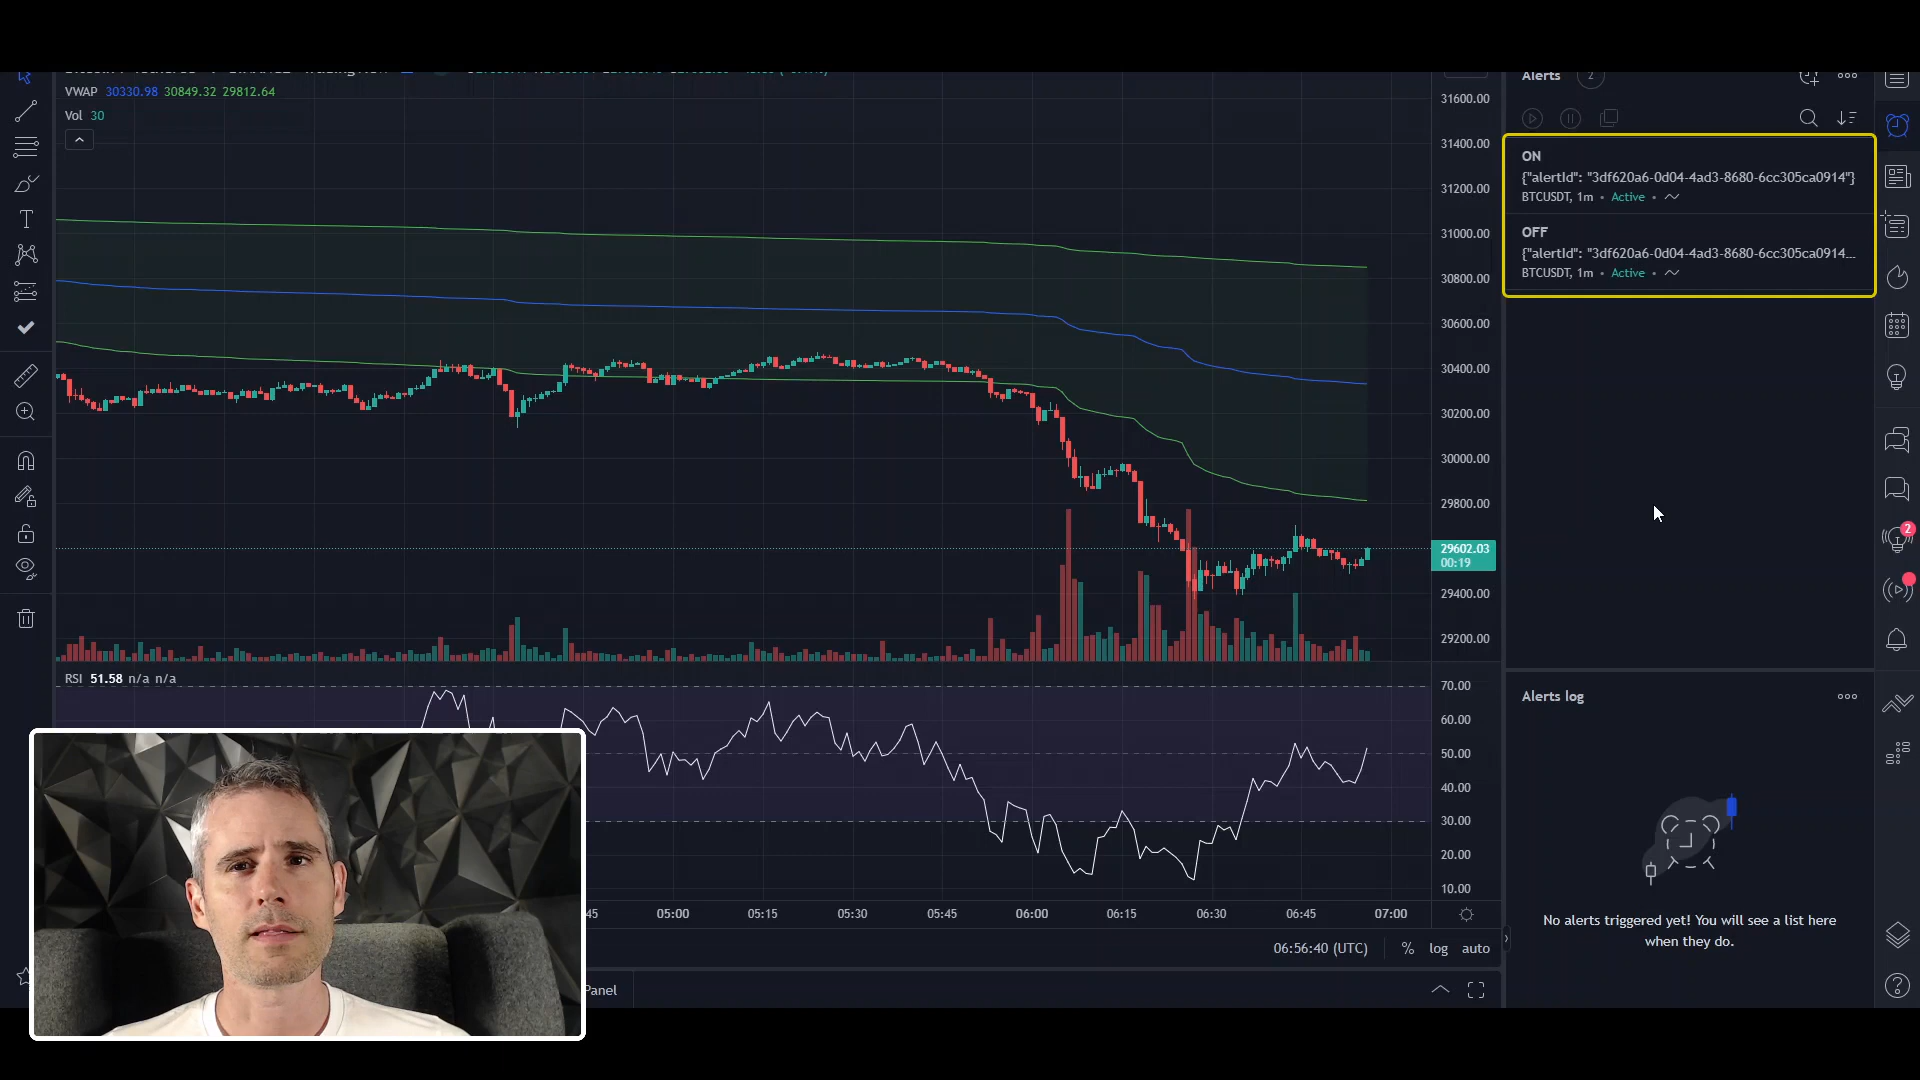 Alerts 2
VWAP 30330.98 30849.32 29812.64
Vol 30
31600.00
31400.00
31200.00
31000.00
30800.00
30600.00
30400.00
30200.00
30000.00
29800.00
29602.03
00:19
29400.00
29200.00
ON
{"alertId": "3df620a6-0d04-4ad3-8680-6cc305ca0914"}
BTCUSDT, 1m • Active •
OFF
{"alertId": "3df620a6-0d04-4ad3-8680-6cc305ca0914...
BTCUSDT, 1m • Active •
2
RSI 51.58 n/a n/a
70.00
60.00
50.00
40.00
30.00
20.00
10.00
Alerts log
No alerts triggered yet! You will see a list here
when they do.
45 05:00 05:15 05:30 05:45 06:00 06:15 06:30 06:45 07:00
06:56:40 (UTC) % log auto
Panel